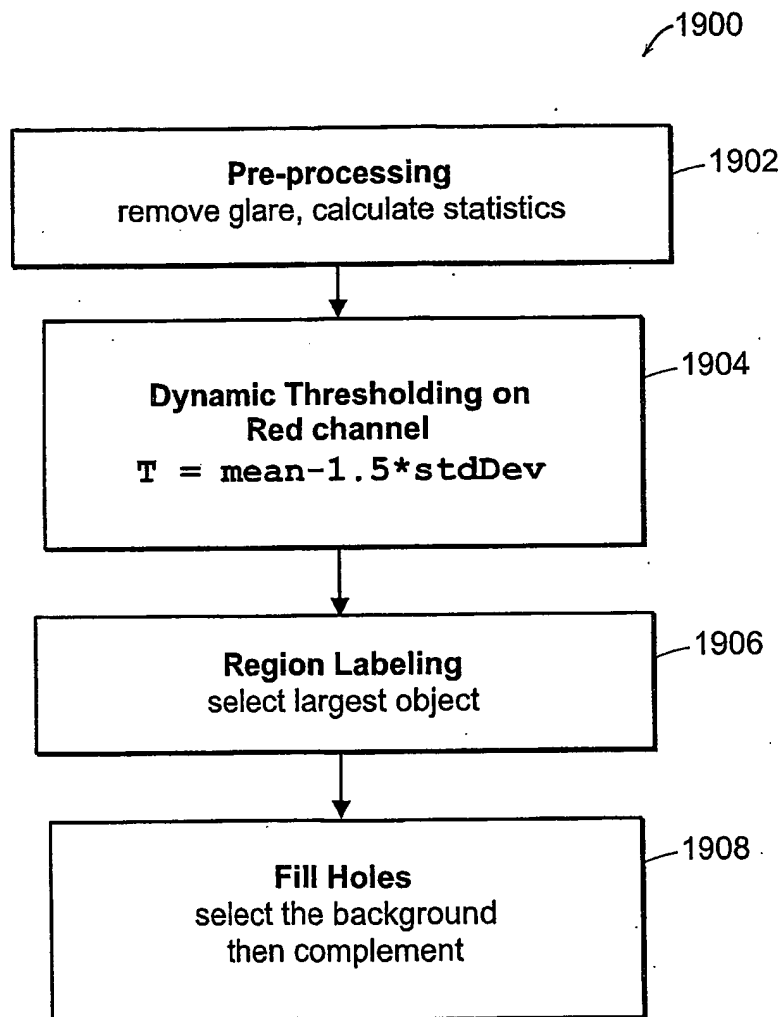 1900
Pre-processing
remove glare, calculate statistics
1902
Dynamic Thresholding on
Red channel
T = mean-1.5*stdDev
1904
Region Labeling
select largest object
1906
Fill Holes
select the background
then complement
1908